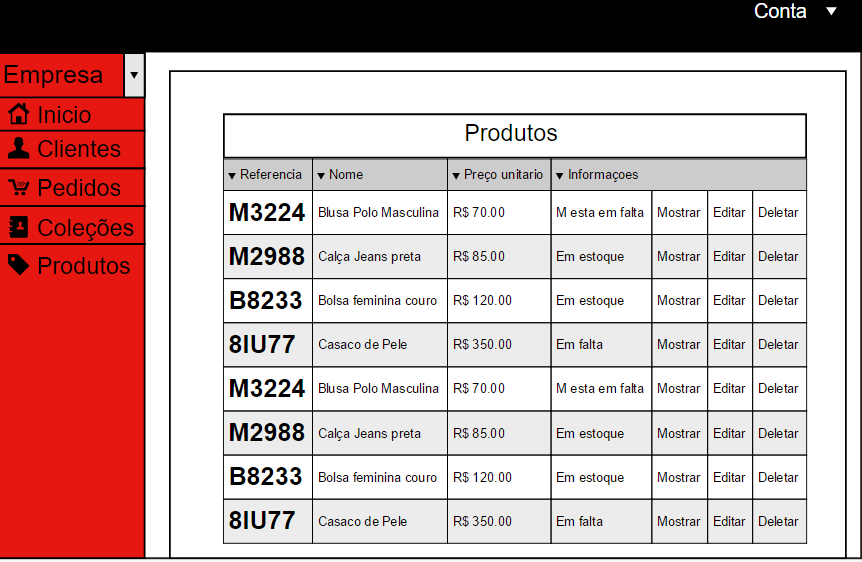 Conta
Empresa
Inicio
Clientes
Pedidos
Coleções
Produtos
Produtos
Referencia Nome Preço unitario Informaçoes
M3224 Blusa Polo Masculina R$ 70.00 M esta em falta Mostrar Editar Deletar
M2988 Calça Jeans preta R$ 85.00 Em estoque Mostrar Editar Deletar
B8233 Bolsa feminina couro R$ 120.00 Em estoque Mostrar Editar Deletar
8IU77 Casaco de Pele R$ 350.00 Em falta Mostrar Editar Deletar
M3224 Blusa Polo Masculina R$ 70.00 M esta em falta Mostrar Editar Deletar
M2988 Calça Jeans preta R$ 85.00 Em estoque Mostrar Editar Deletar
B8233 Bolsa feminina couro R$ 120.00 Em estoque Mostrar Editar Deletar
8IU77 Casaco de Pele R$ 350.00 Em falta Mostrar Editar Deletar